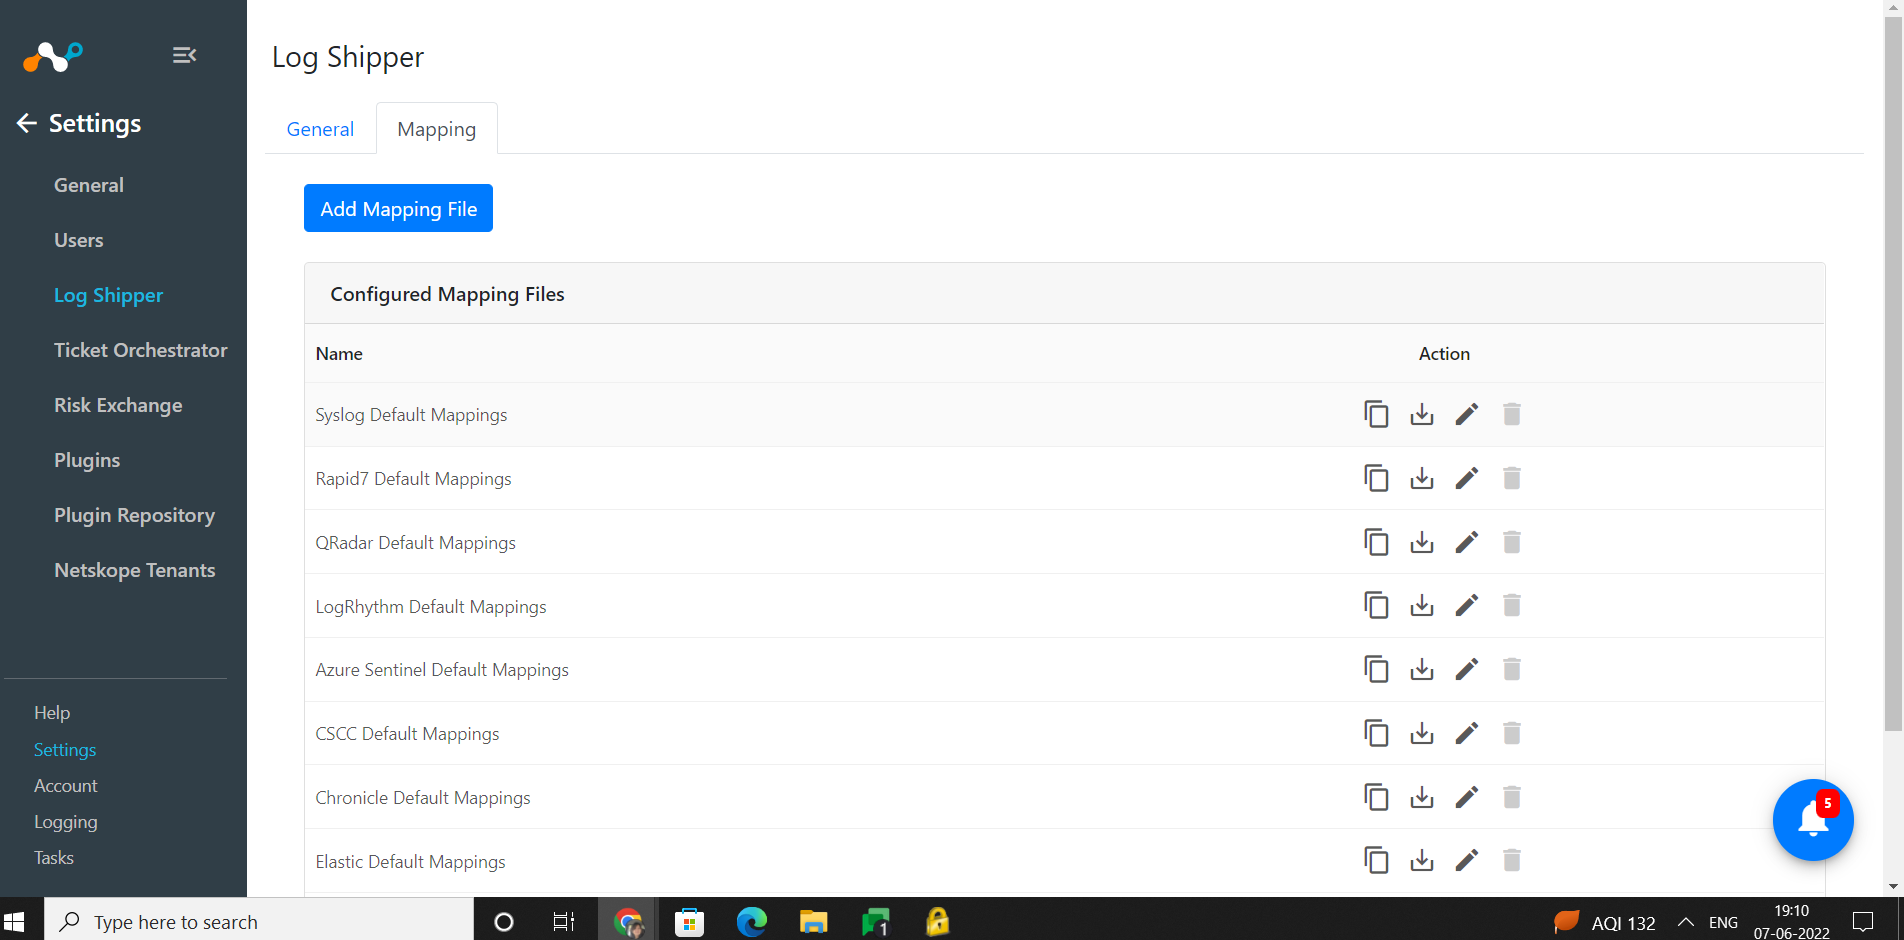 Log Shipper
Settings
General
Users
Log Shipper
Ticket Orchestrator
Risk Exchange
Plugins
Plugin Repository
Netskope Tenants
Help
Settings
Account
Logging
Tasks
General
Mapping
Add Mapping File
Configured Mapping Files
Name Action
Syslog Default Mappings
Rapid7 Default Mappings
QRadar Default Mappings
LogRhythm Default Mappings
Azure Sentinel Default Mappings
CSCC Default Mappings
Chronicle Default Mappings
Elastic Default Mappings
5
Type here to search
1
AQI 132
ENG
19:10
07-06-2022